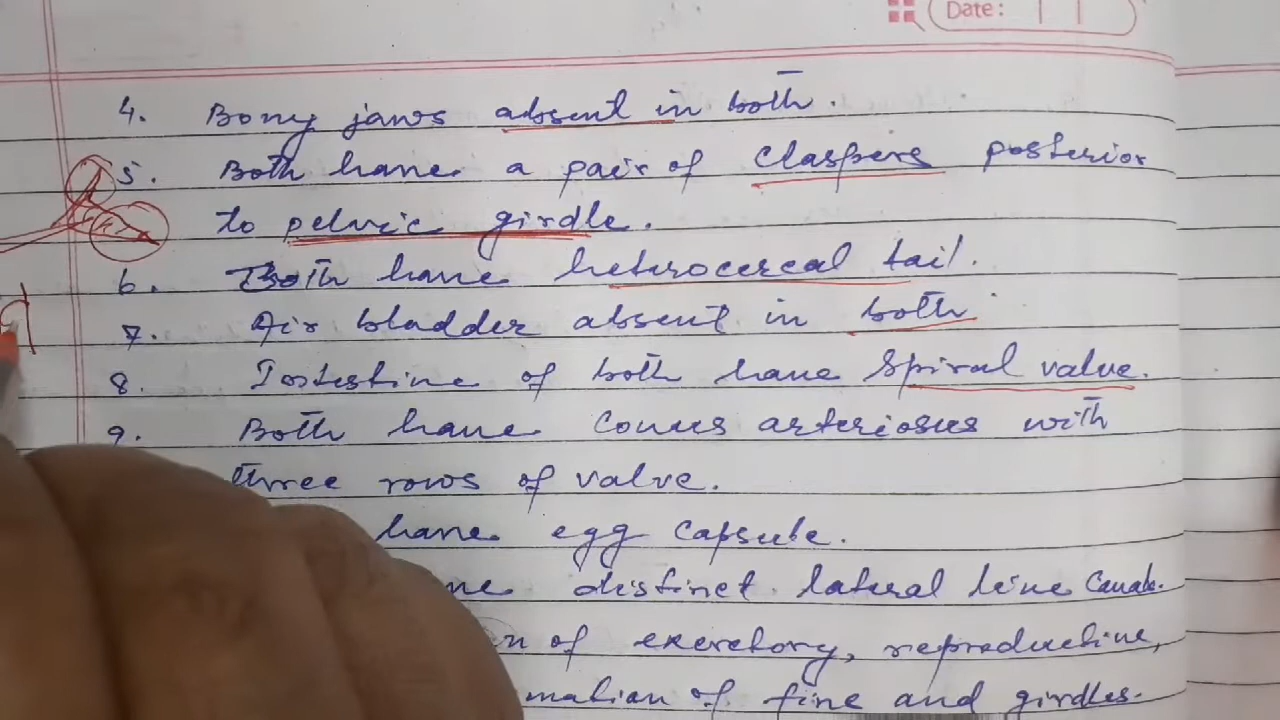 Date:
4. Bony jaws absent in both.
5. Both have a pair of claspers posterior
to pelvic girdle.
6. Both have heterocercal tail.
7. Air bladder absent in both
8. Intestine of both have spiral valve.
9. Both have conus arteriosus with
three rows of valve.
have egg capsule.
distinct lateral line canal.
of excretory, reproductive,
of fine and girdles.